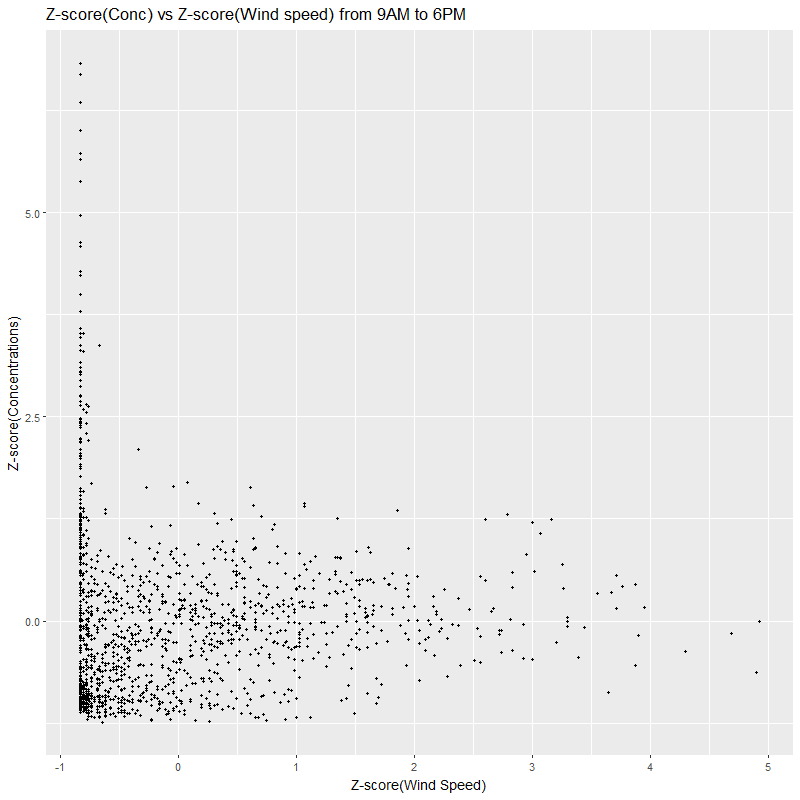 Z-score(Conc) vs Z-score(Wind speed) from 9AM to 6PM
Z-score(Concentrations)
5.0
2.5
0.0
-1 0 1 2 3 4 5
Z-score(Wind Speed)